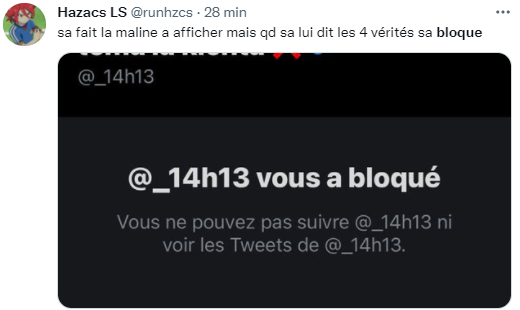 Hazacs LS @runhzcs · 28 min
sa fait la maline a afficher mais qd sa lui dit les 4 vérités sa bloque
@_14h13
@_14h13 vous a bloqué
Vous ne pouvez pas suivre @_14h13 ni
voir les Tweets de @_14h13.